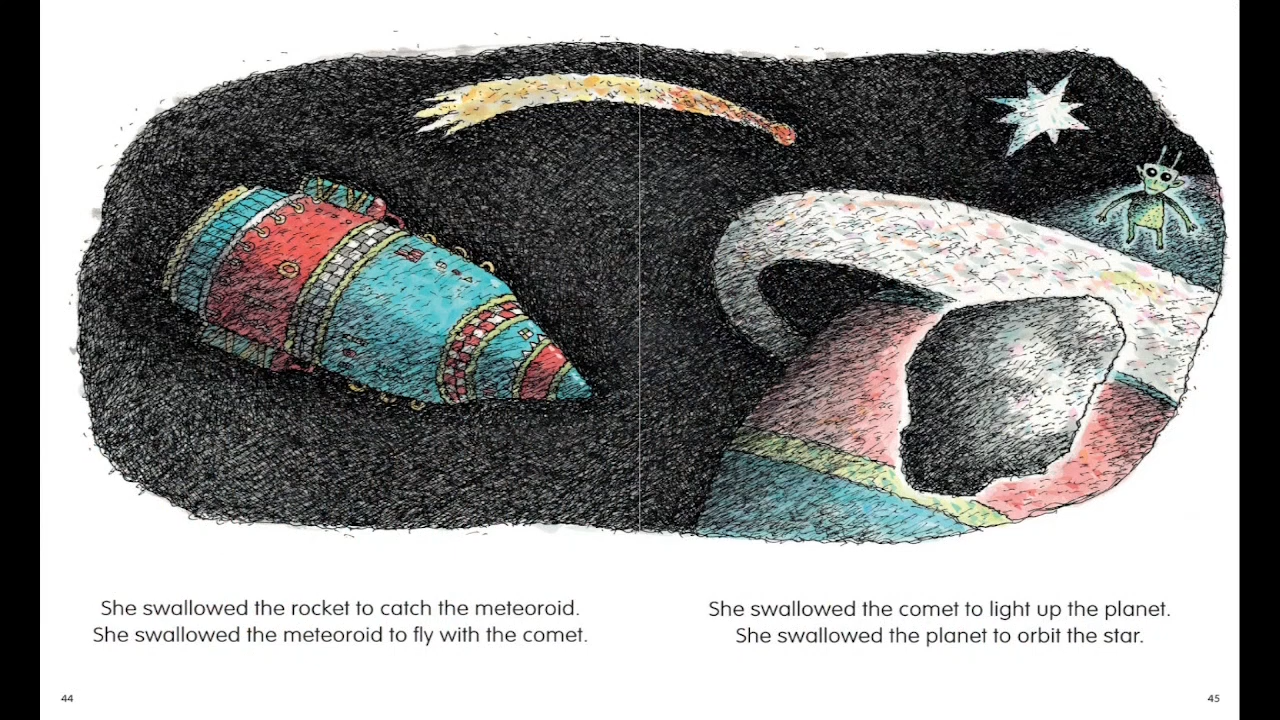 She swallowed the rocket to catch the meteoroid.
She swallowed the meteoroid to fly with the comet.
44
She swallowed the comet to light up the planet.
She swallowed the planet to orbit the star.
45